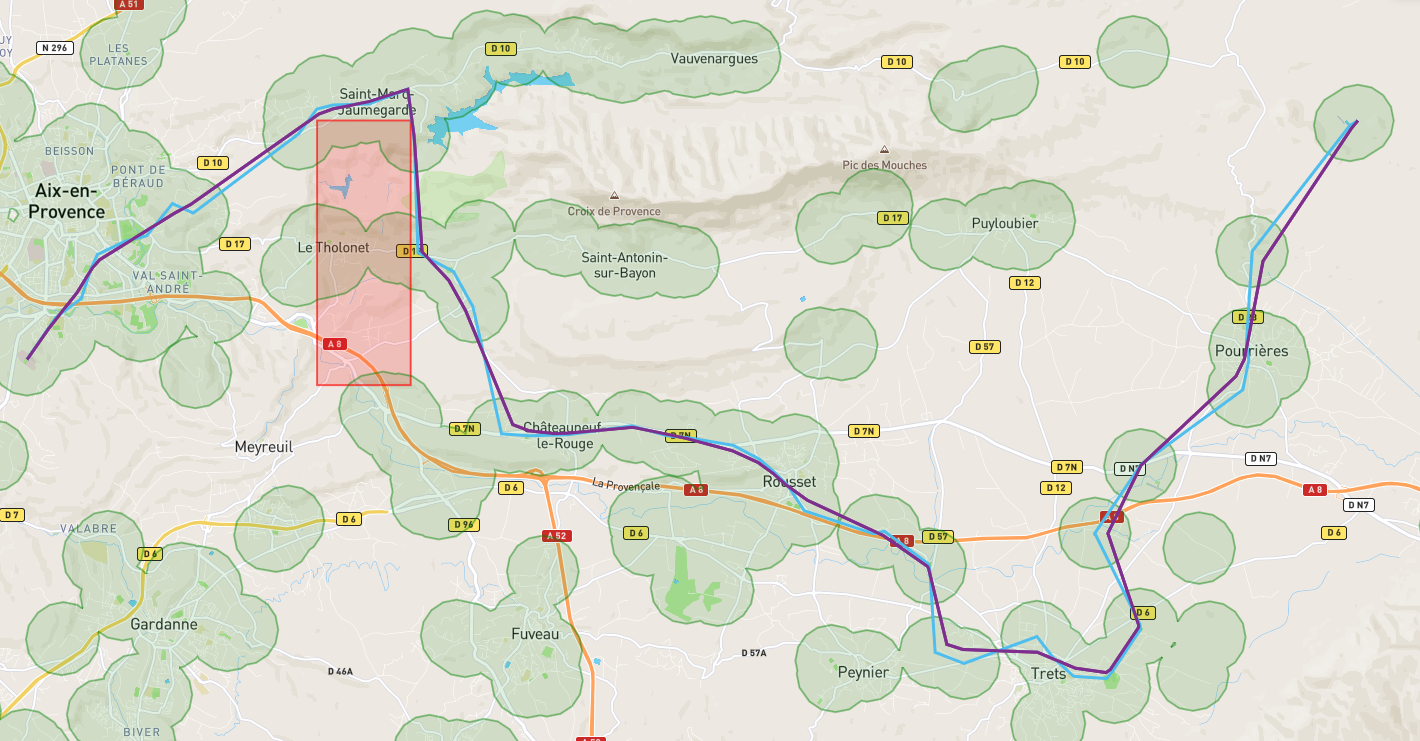 A 51
N 296
LES
PLATANES
D 10
Vauvenargues
D 10
D 10
Saint-Marc-
Jaumegarde
BEISSON
D 10
PONT DE
BÉRAUD
Pic des Mouches
Aix-en-
Provence
Croix de Provence
D 17
Puyloubier
D 17
Le Tholonet
Saint-Antonin-
sur-Bayon
VAL SAINT-
ANDRÉ
D 12
A 8
D 57
Pourrières
D 7N
Châteauneuf-
le-Rouge
D 7N
D 7N
Meyreuil
D N7
D 7N
D N7
Rousset
La Provençale
A 8
D 6
D 12
A 8
D N7
D 7
D 6
D 96
VALABRE
A 52
D 6
D 57
A 8
D 6
D 6
D 6
Gardanne
Fuveau
D 57A
D 46A
Peynier
Trets
BIVER